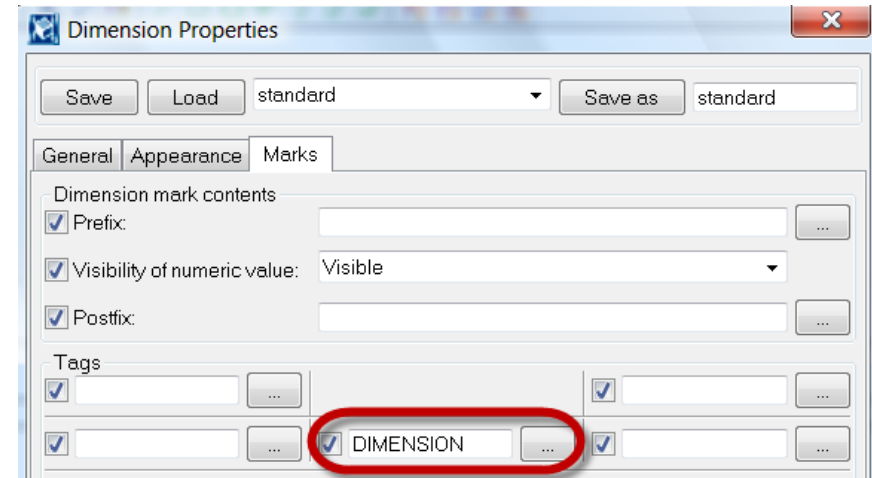 Dimension Properties
Save Load standard Save as standard
General Appearance Marks
Dimension mark contents
Prefix: ...
Visibility of numeric value: Visible
Postfix: ...
Tags
... ...
... DIMENSION ... ...